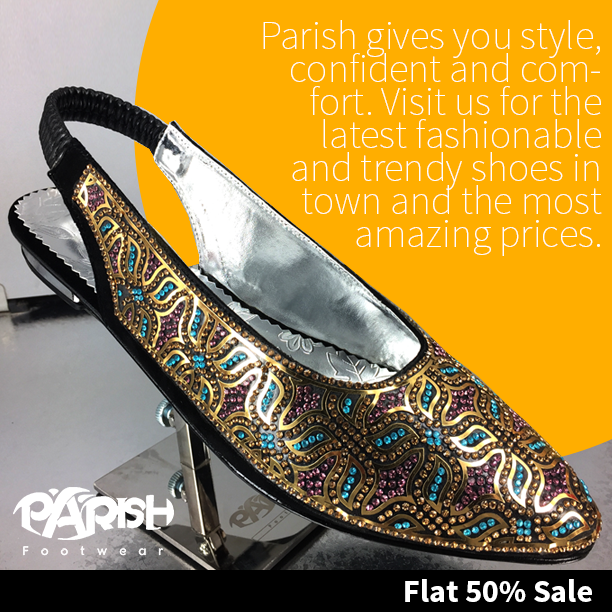 Parish gives you style,
confident and com-
fort. Visit us for the
latest fashionable
and trendy shoes in
town and the most
amazing prices.
PARISH
Footwear
Flat 50% Sale